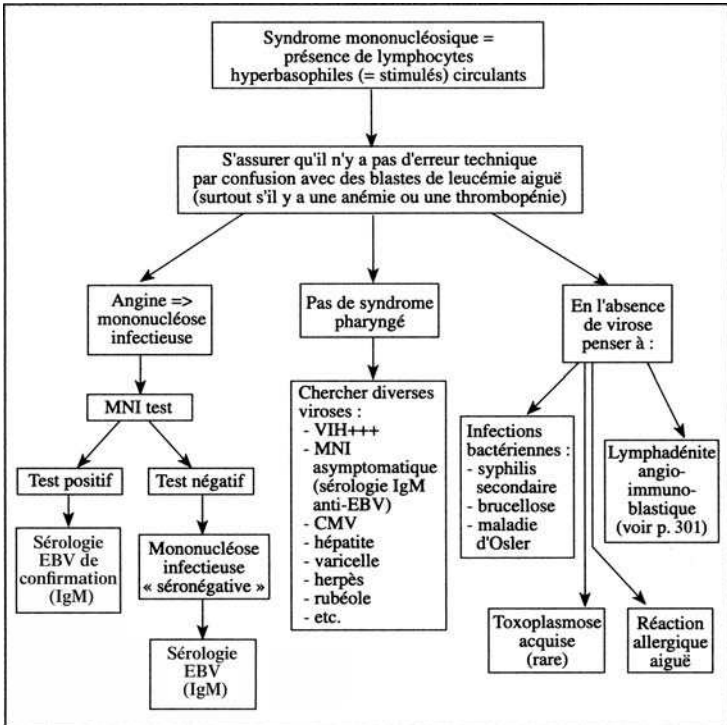 Syndrome mononucléosique =
présence de lymphocytes
hyperbasophiles (= stimulés) circulants
S'assurer qu'il n'y a pas d'erreur technique
par confusion avec des blastes de leucémie aiguë
(surtout s'il y a une anémie ou une thrombopénie)
Angine =>
mononucléose
infectieuse
MNI test
Test positif
Sérologie
EBV de
confirmation
(IgM)
Test négatif
Mononucléose
infectieuse
« séronégative »
Sérologie
EBV
(IgM)
Pas de syndrome
pharyngé
Chercher diverses
viroses :
- VIH+++
- MNI
asymptomatique
(sérologie IgM
anti-EBV)
- CMV
- hépatite
- varicelle
- herpès
- rubéole
- etc.
En l'absence
de virose
penser à :
Infections
bactériennes :
- syphilis
secondaire
- brucellose
- maladie
d'Osler
Lymphadénite
angio-
immuno-
blastique
(voir p. 301)
Toxoplasmose
acquise
(rare)
Réaction
allergique
aiguë